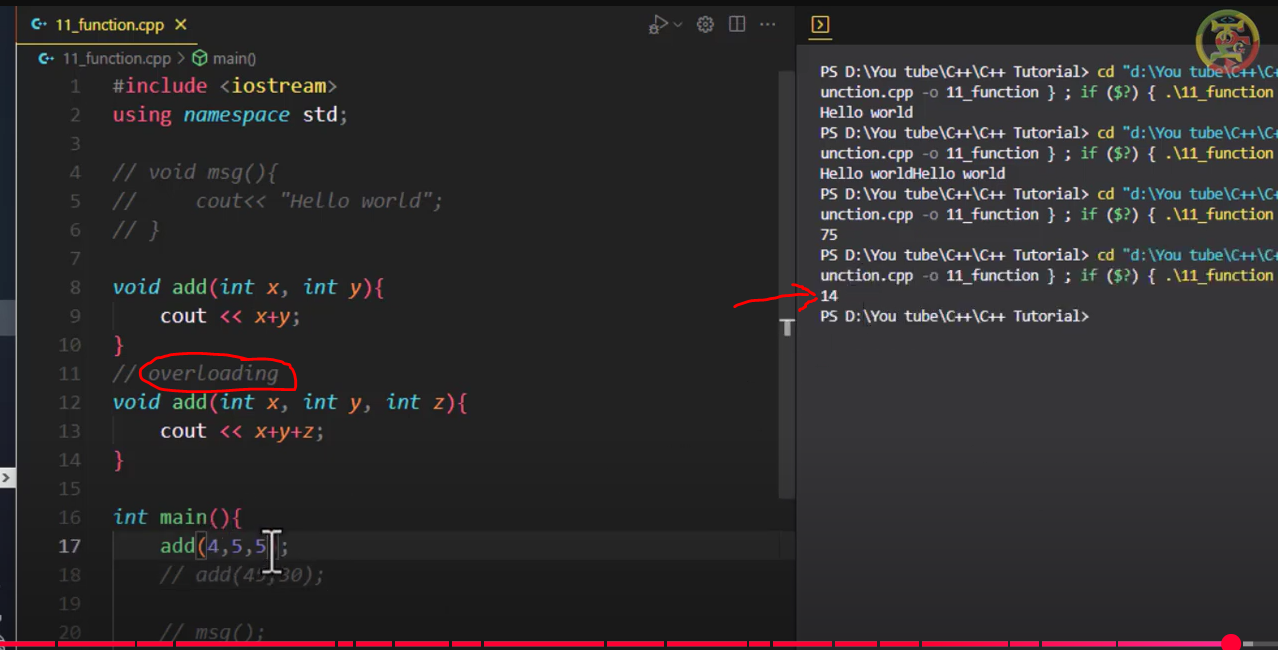 11_function.cpp ×
11_function.cpp > main()
1 #include <iostream>
2 using namespace std;
3
4 // void msg(){
5 //     cout<< "Hello world";
6 // }
7
8 void add(int x, int y){
9     cout << x+y;
10 }
11 // overloading
12 void add(int x, int y, int z){
13     cout << x+y+z;
14 }
15
16 int main(){
17     add(4,5,5);
18     // add(45,30);
19
20     // msg();
PS D:\You tube\C++\C++ Tutorial> cd "d:\You tube\C++\C+
unction.cpp -o 11_function } ; if ($?) { .\11_function
Hello world
PS D:\You tube\C++\C++ Tutorial> cd "d:\You tube\C++\C+
unction.cpp -o 11_function } ; if ($?) { .\11_function
Hello worldHello world
PS D:\You tube\C++\C++ Tutorial> cd "d:\You tube\C++\C+
unction.cpp -o 11_function } ; if ($?) { .\11_function
75
PS D:\You tube\C++\C++ Tutorial> cd "d:\You tube\C++\C+
unction.cpp -o 11_function } ; if ($?) { .\11_function
14
PS D:\You tube\C++\C++ Tutorial>